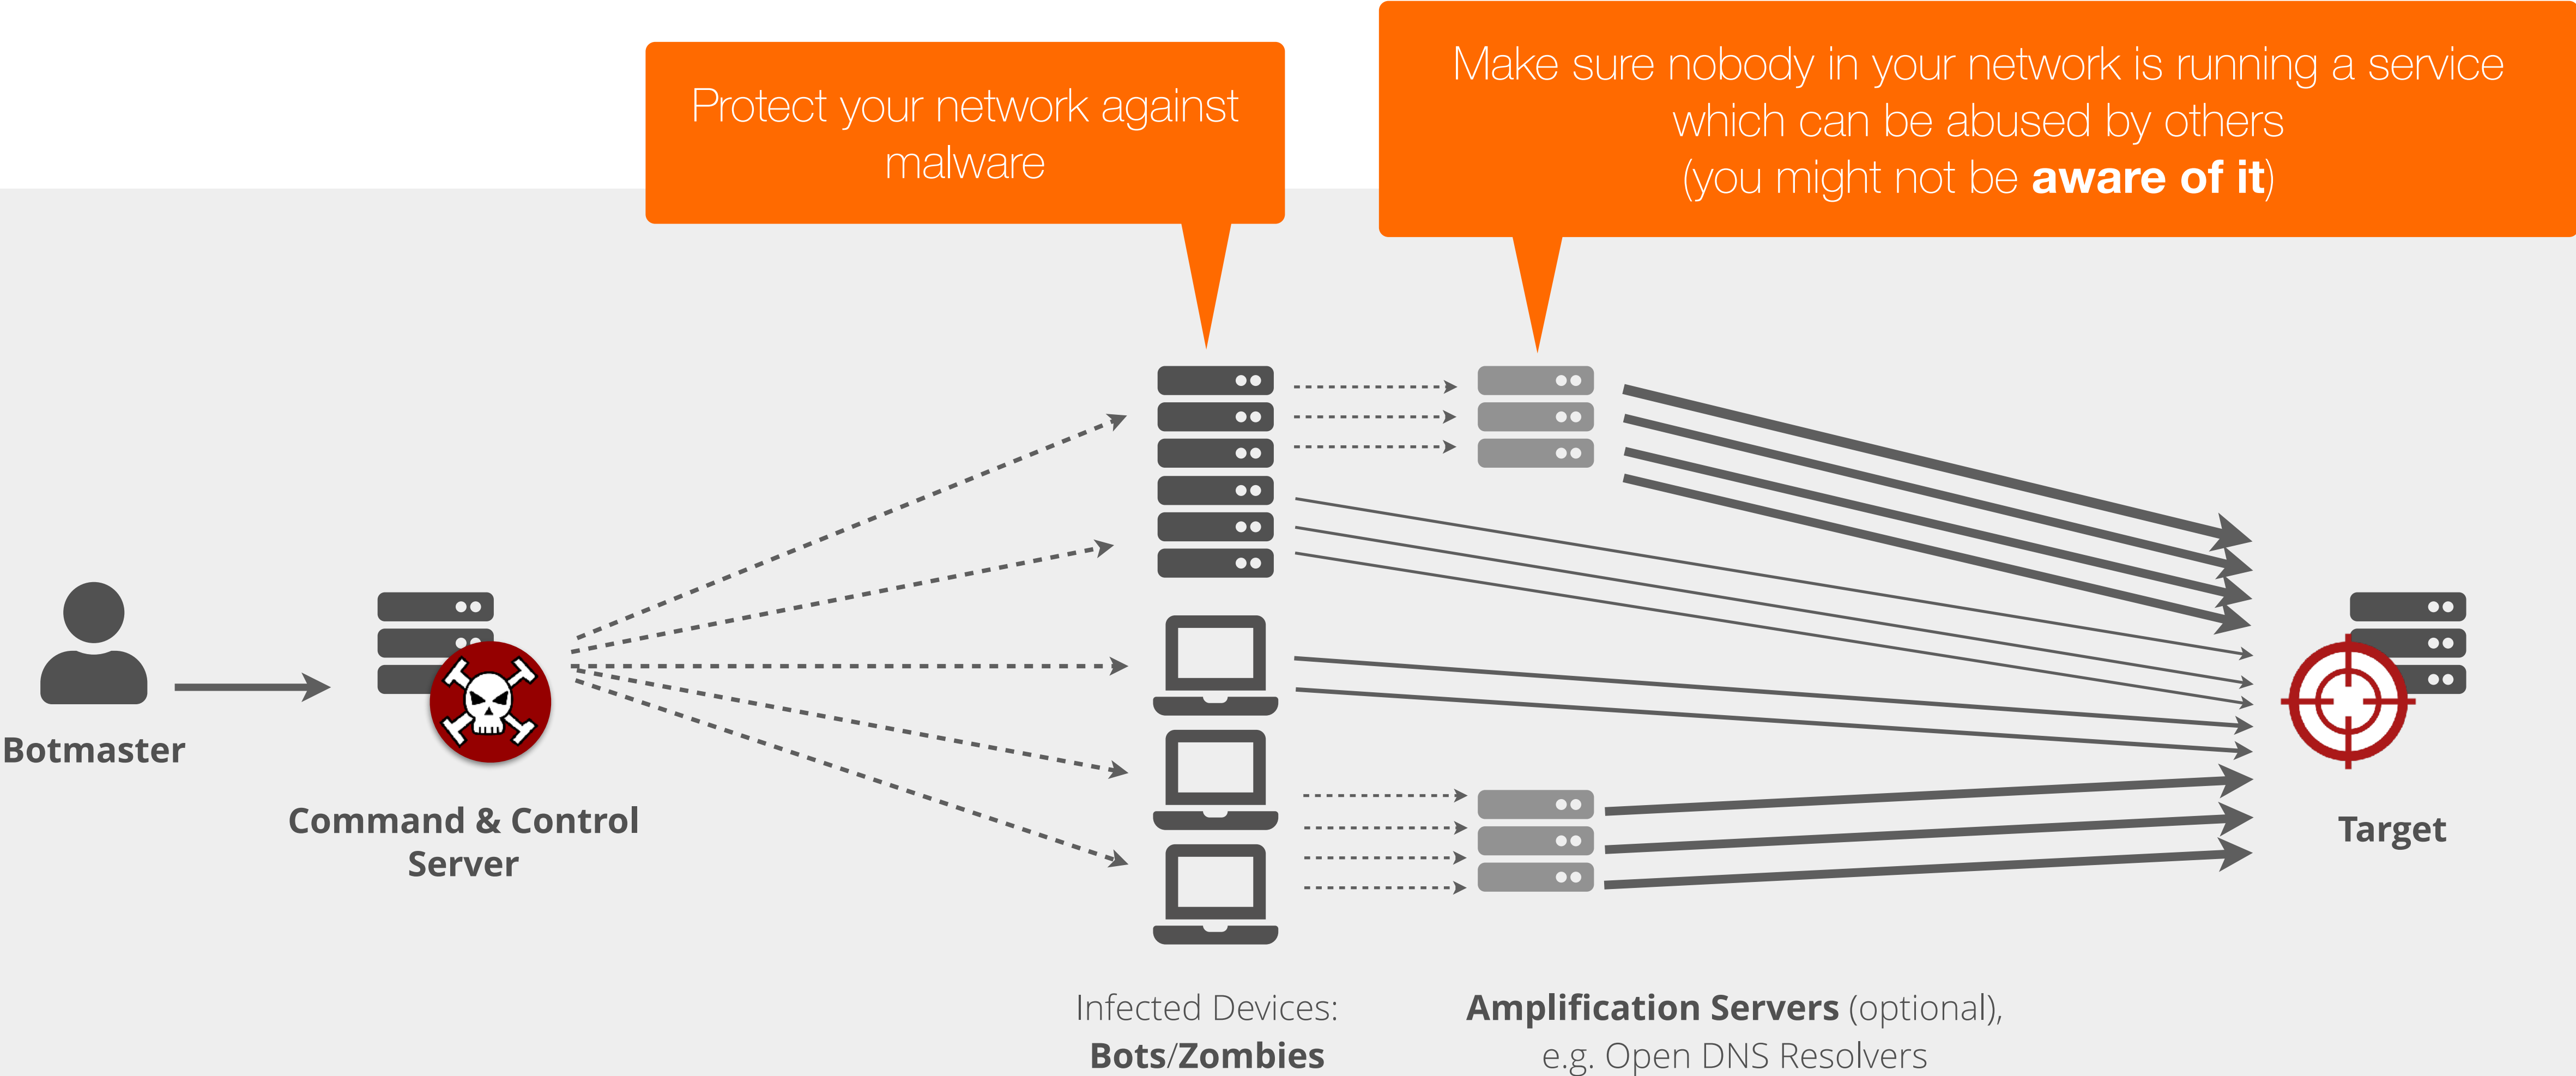 Protect your network against
malware
Make sure nobody in your network is running a service
which can be abused by others
(you might not be aware of it)
Botmaster
Command & Control
Server
Target
Infected Devices:
Bots/Zombies
Amplification Servers (optional),
e.g. Open DNS Resolvers